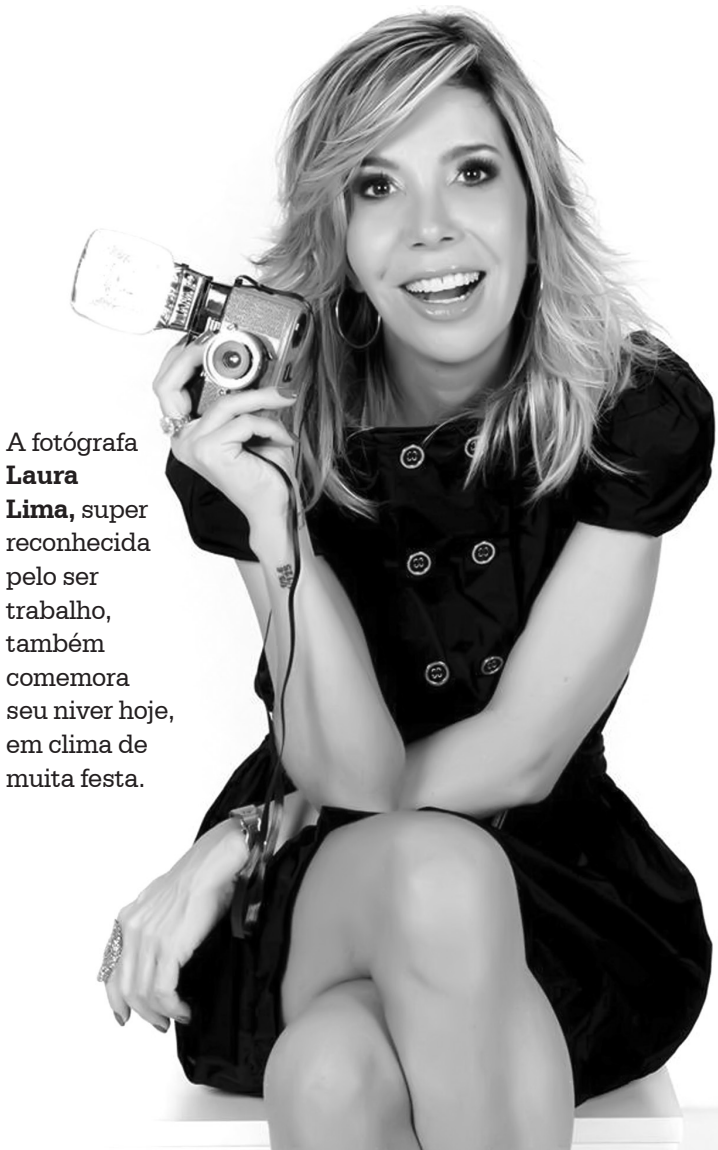 A fotógrafa
Laura
Lima, super
reconhecida
pelo ser
trabalho,
também
comemora
seu niver hoje,
em clima de
muita festa.